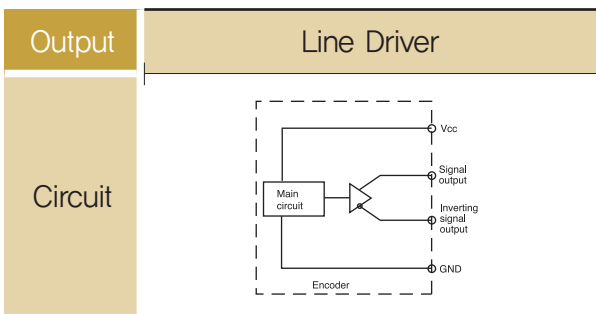 Output
Line Driver
Circuit
Vcc
Signal
output
Main
circuit
Inverting
signal
output
GND
Encoder